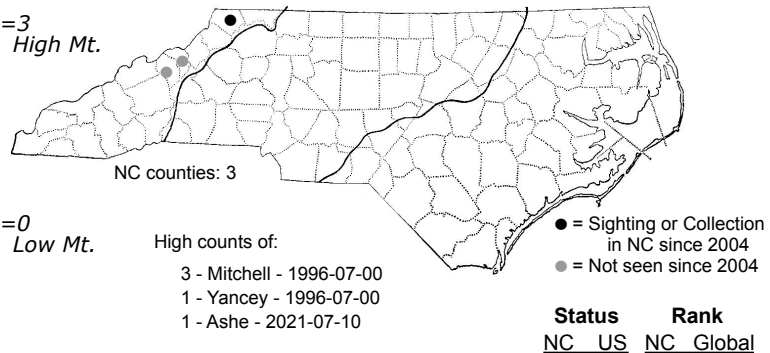 =3
High Mt.
NC counties: 3
=0
Low Mt.
High counts of:
3 - Mitchell - 1996-07-00
1 - Yancey - 1996-07-00
1 - Ashe - 2021-07-10
● = Sighting or Collection
in NC since 2004
● = Not seen since 2004
Status Rank
NC US NC Global